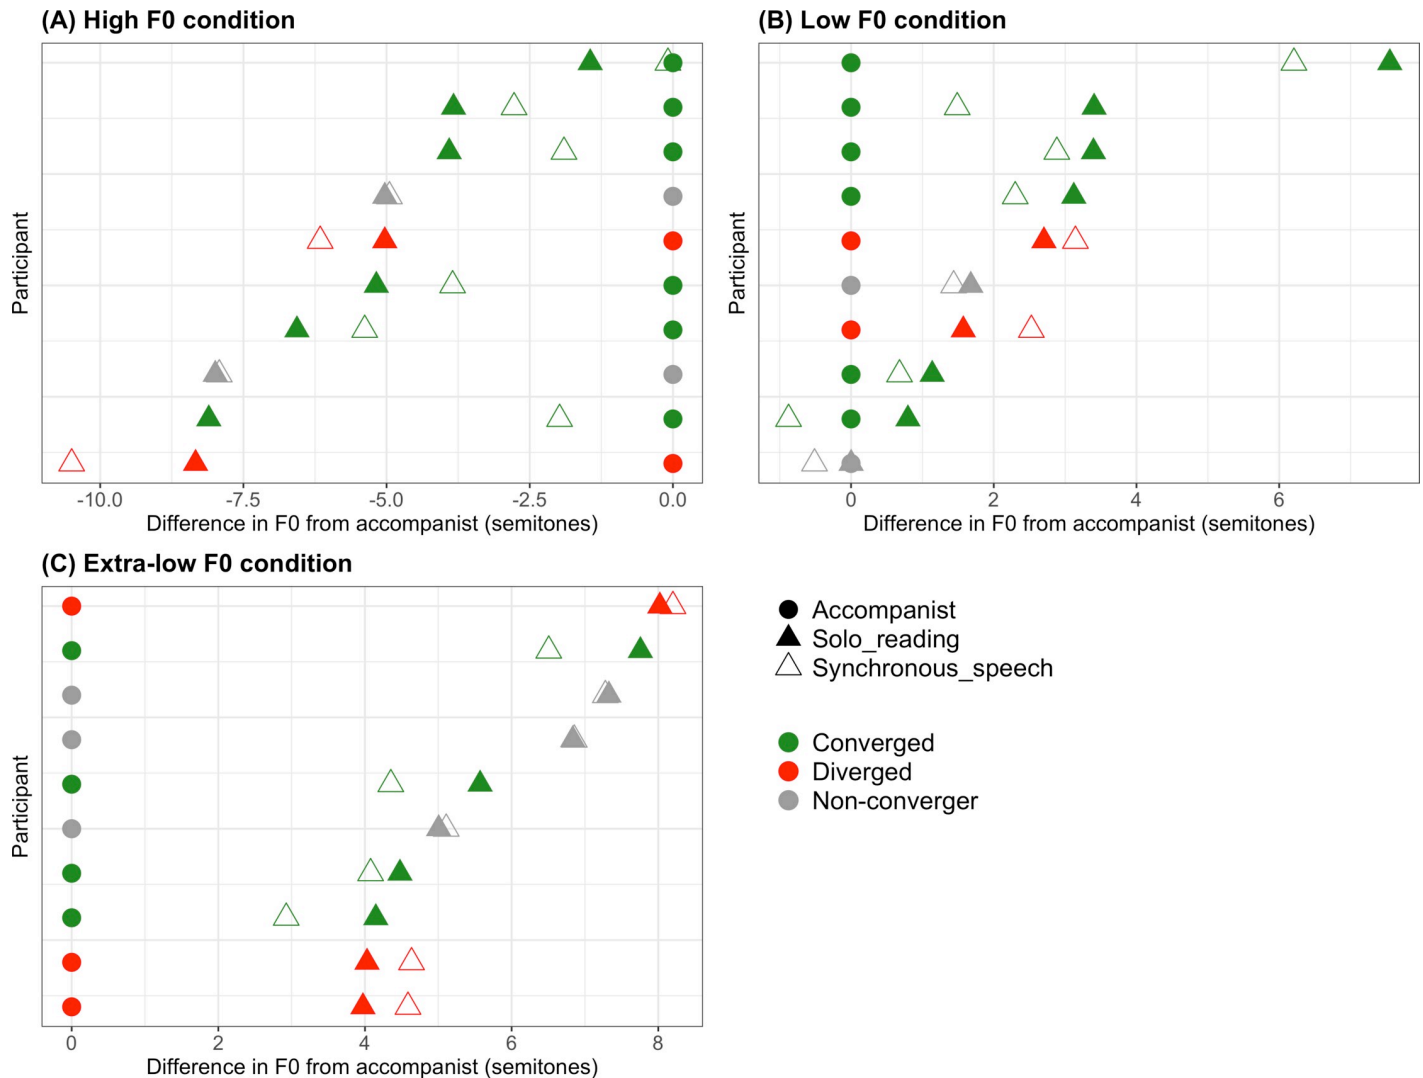 (A) High F0 condition
Participant
-10.0 -7.5 -5.0 -2.5 0.0
Difference in F0 from accompanist (semitones)
(B) Low F0 condition
Participant
0 2 4 6
Difference in F0 from accompanist (semitones)
(C) Extra-low F0 condition
Participant
0 2 4 6 8
Difference in F0 from accompanist (semitones)
Accompanist
Solo_reading
Synchronous_speech
Converged
Diverged
Non-converger